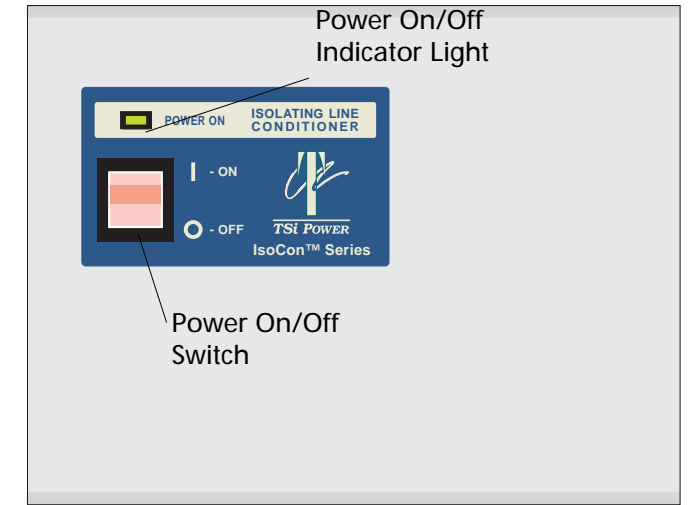 Power On/Off
Indicator Light
POWER ON
ISOLATING LINE
CONDITIONER
I - ON
O - OFF
TSi POWER
IsoCon™ Series
Power On/Off
Switch